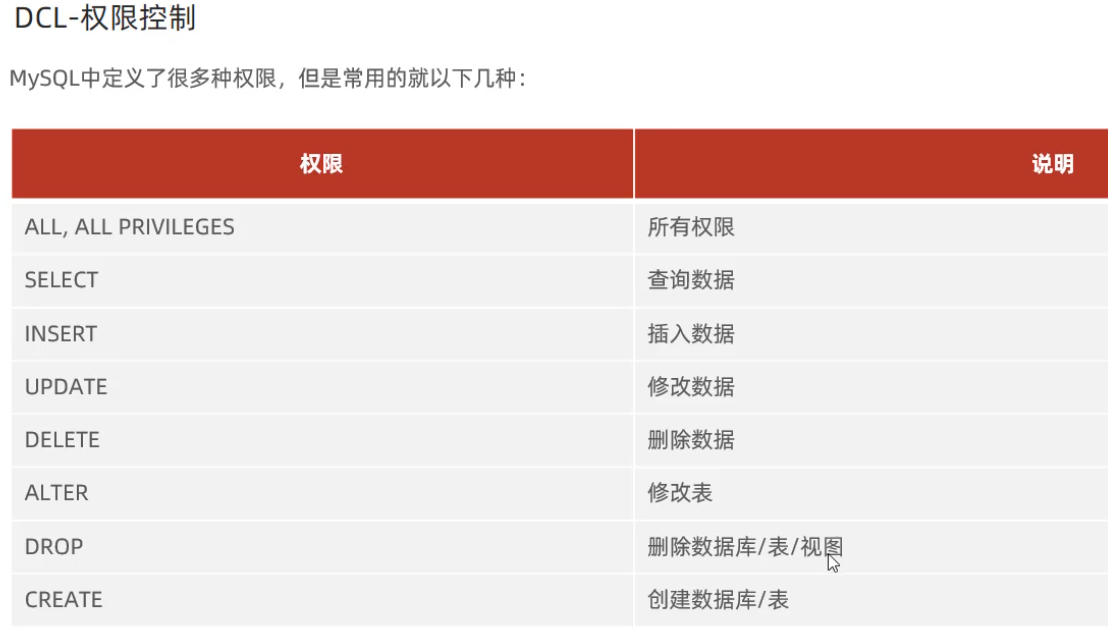 DCL-权限控制
MySQL中定义了很多种权限，但是常用的就以下几种：
权限 说明
ALL, ALL PRIVILEGES 所有权限
SELECT 查询数据
INSERT 插入数据
UPDATE 修改数据
DELETE 删除数据
ALTER 修改表
DROP 删除数据库/表/视图
CREATE 创建数据库/表